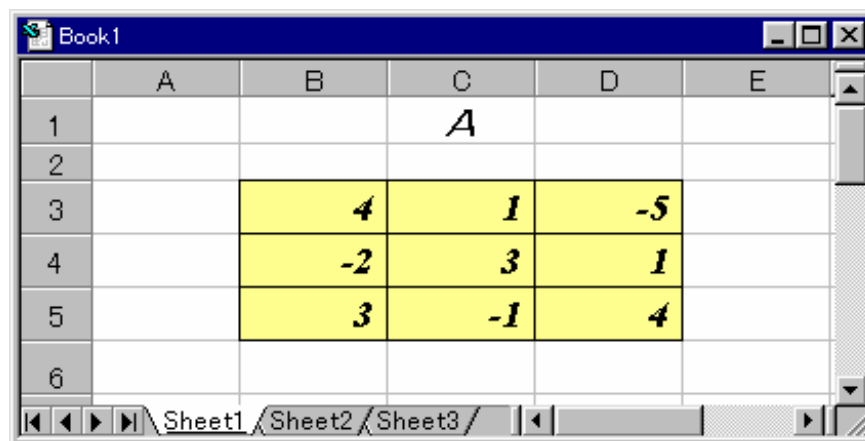 Book1
A B C D E
1 A
2
3 4 1 -5
4 -2 3 1
5 3 -1 4
6
Sheet1 Sheet2 Sheet3